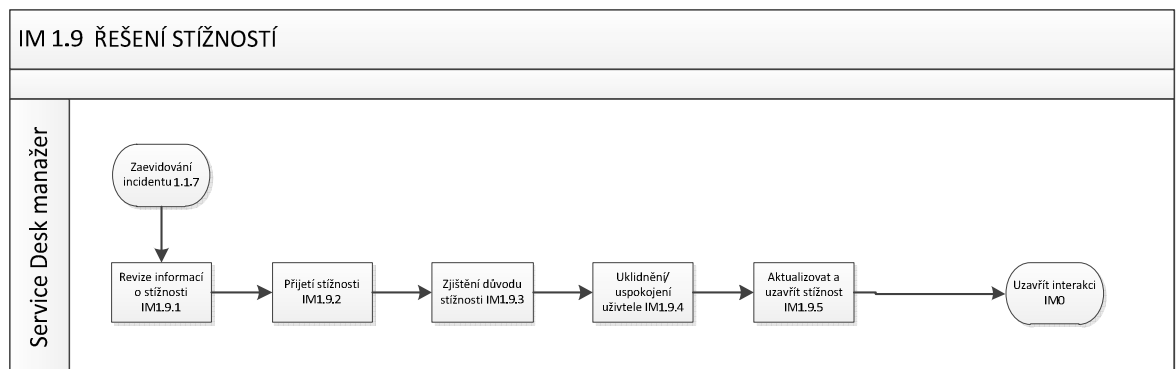 IM 1.9 ŘEŠENÍ STÍŽNOSTÍ
Service Desk manažer
Zaevidování
incidentu 1.1.7
Revize informací
o stížnosti
IM1.9.1
Přijetí stížnosti
IM1.9.2
Zjištění důvodu
stížnosti IM1.9.3
Uklidnění/
uspokojení
uživtele IM1.9.4
Aktualizovat a
uzavřít stížnost
IM1.9.5
Uzavřít interakci
IM0